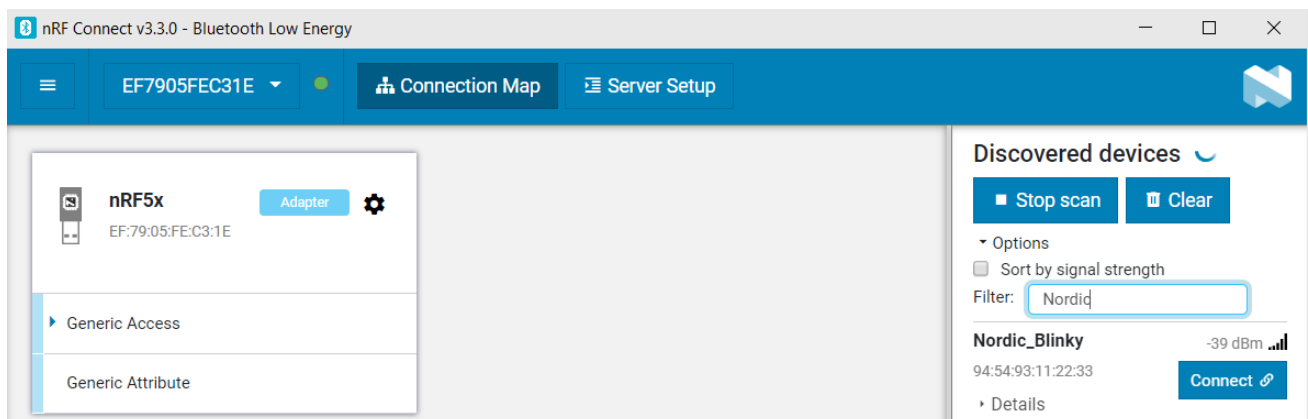 nRF Connect v3.3.0 - Bluetooth Low Energy
EF7905FEC31E
Connection Map
Server Setup
nRF5x
Adapter
EF:79:05:FE:C3:1E
Generic Access
Generic Attribute
Discovered devices
Stop scan
Clear
Options
Sort by signal strength
Filter: Nordic
Nordic_Blinky -39 dBm
94:54:93:11:22:33
Connect
Details